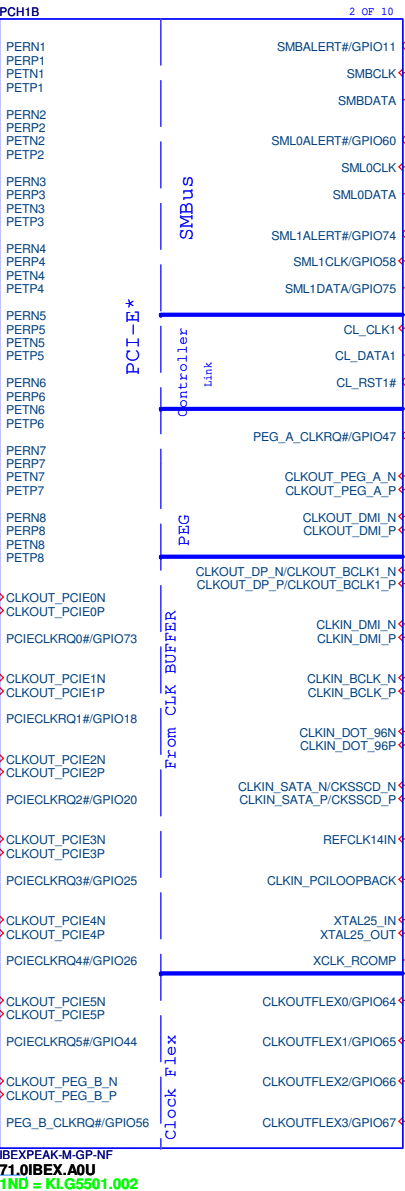 PCH1B
2 OF 10
PERN1
PERP1
PETN1
PETP1
PERN2
PERP2
PETN2
PETP2
PERN3
PERP3
PETN3
PETP3
PERN4
PERP4
PETN4
PETP4
PERN5
PERP5
PETN5
PETP5
PERN6
PERP6
PETN6
PETP6
PERN7
PERP7
PETN7
PETP7
PERN8
PERP8
PETN8
PETP8
CLKOUT_PCIE0N
CLKOUT_PCIE0P
PCIECLKRQ0#/GPIO73
CLKOUT_PCIE1N
CLKOUT_PCIE1P
PCIECLKRQ1#/GPIO18
CLKOUT_PCIE2N
CLKOUT_PCIE2P
PCIECLKRQ2#/GPIO20
CLKOUT_PCIE3N
CLKOUT_PCIE3P
PCIECLKRQ3#/GPIO25
CLKOUT_PCIE4N
CLKOUT_PCIE4P
PCIECLKRQ4#/GPIO26
CLKOUT_PCIE5N
CLKOUT_PCIE5P
PCIECLKRQ5#/GPIO44
CLKOUT_PEG_B_N
CLKOUT_PEG_B_P
PEG_B_CLKRQ#/GPIO56
PCI-E*
SMBus
Controller
Link
PEG
From CLK BUFFER
Clock Flex
SMBALERT#/GPIO11
SMBCLK
SMBDATA
SML0ALERT#/GPIO60
SML0CLK
SML0DATA
SML1ALERT#/GPIO74
SML1CLK/GPIO58
SML1DATA/GPIO75
CL_CLK1
CL_DATA1
CL_RST1#
PEG_A_CLKRQ#/GPIO47
CLKOUT_PEG_A_N
CLKOUT_PEG_A_P
CLKOUT_DMI_N
CLKOUT_DMI_P
CLKOUT_DP_N/CLKOUT_BCLK1_N
CLKOUT_DP_P/CLKOUT_BCLK1_P
CLKIN_DMI_N
CLKIN_DMI_P
CLKIN_BCLK_N
CLKIN_BCLK_P
CLKIN_DOT_96N
CLKIN_DOT_96P
CLKIN_SATA_N/CKSSCD_N
CLKIN_SATA_P/CKSSCD_P
REFCLK14IN
CLKIN_PCILOOPBACK
XTAL25_IN
XTAL25_OUT
XCLK_RCOMP
CLKOUTFLEX0/GPIO64
CLKOUTFLEX1/GPIO65
CLKOUTFLEX2/GPIO66
CLKOUTFLEX3/GPIO67
IBEXPEAK-M-GP-NF
71.0IBEX.A0U
1ND = KI.G5501.002